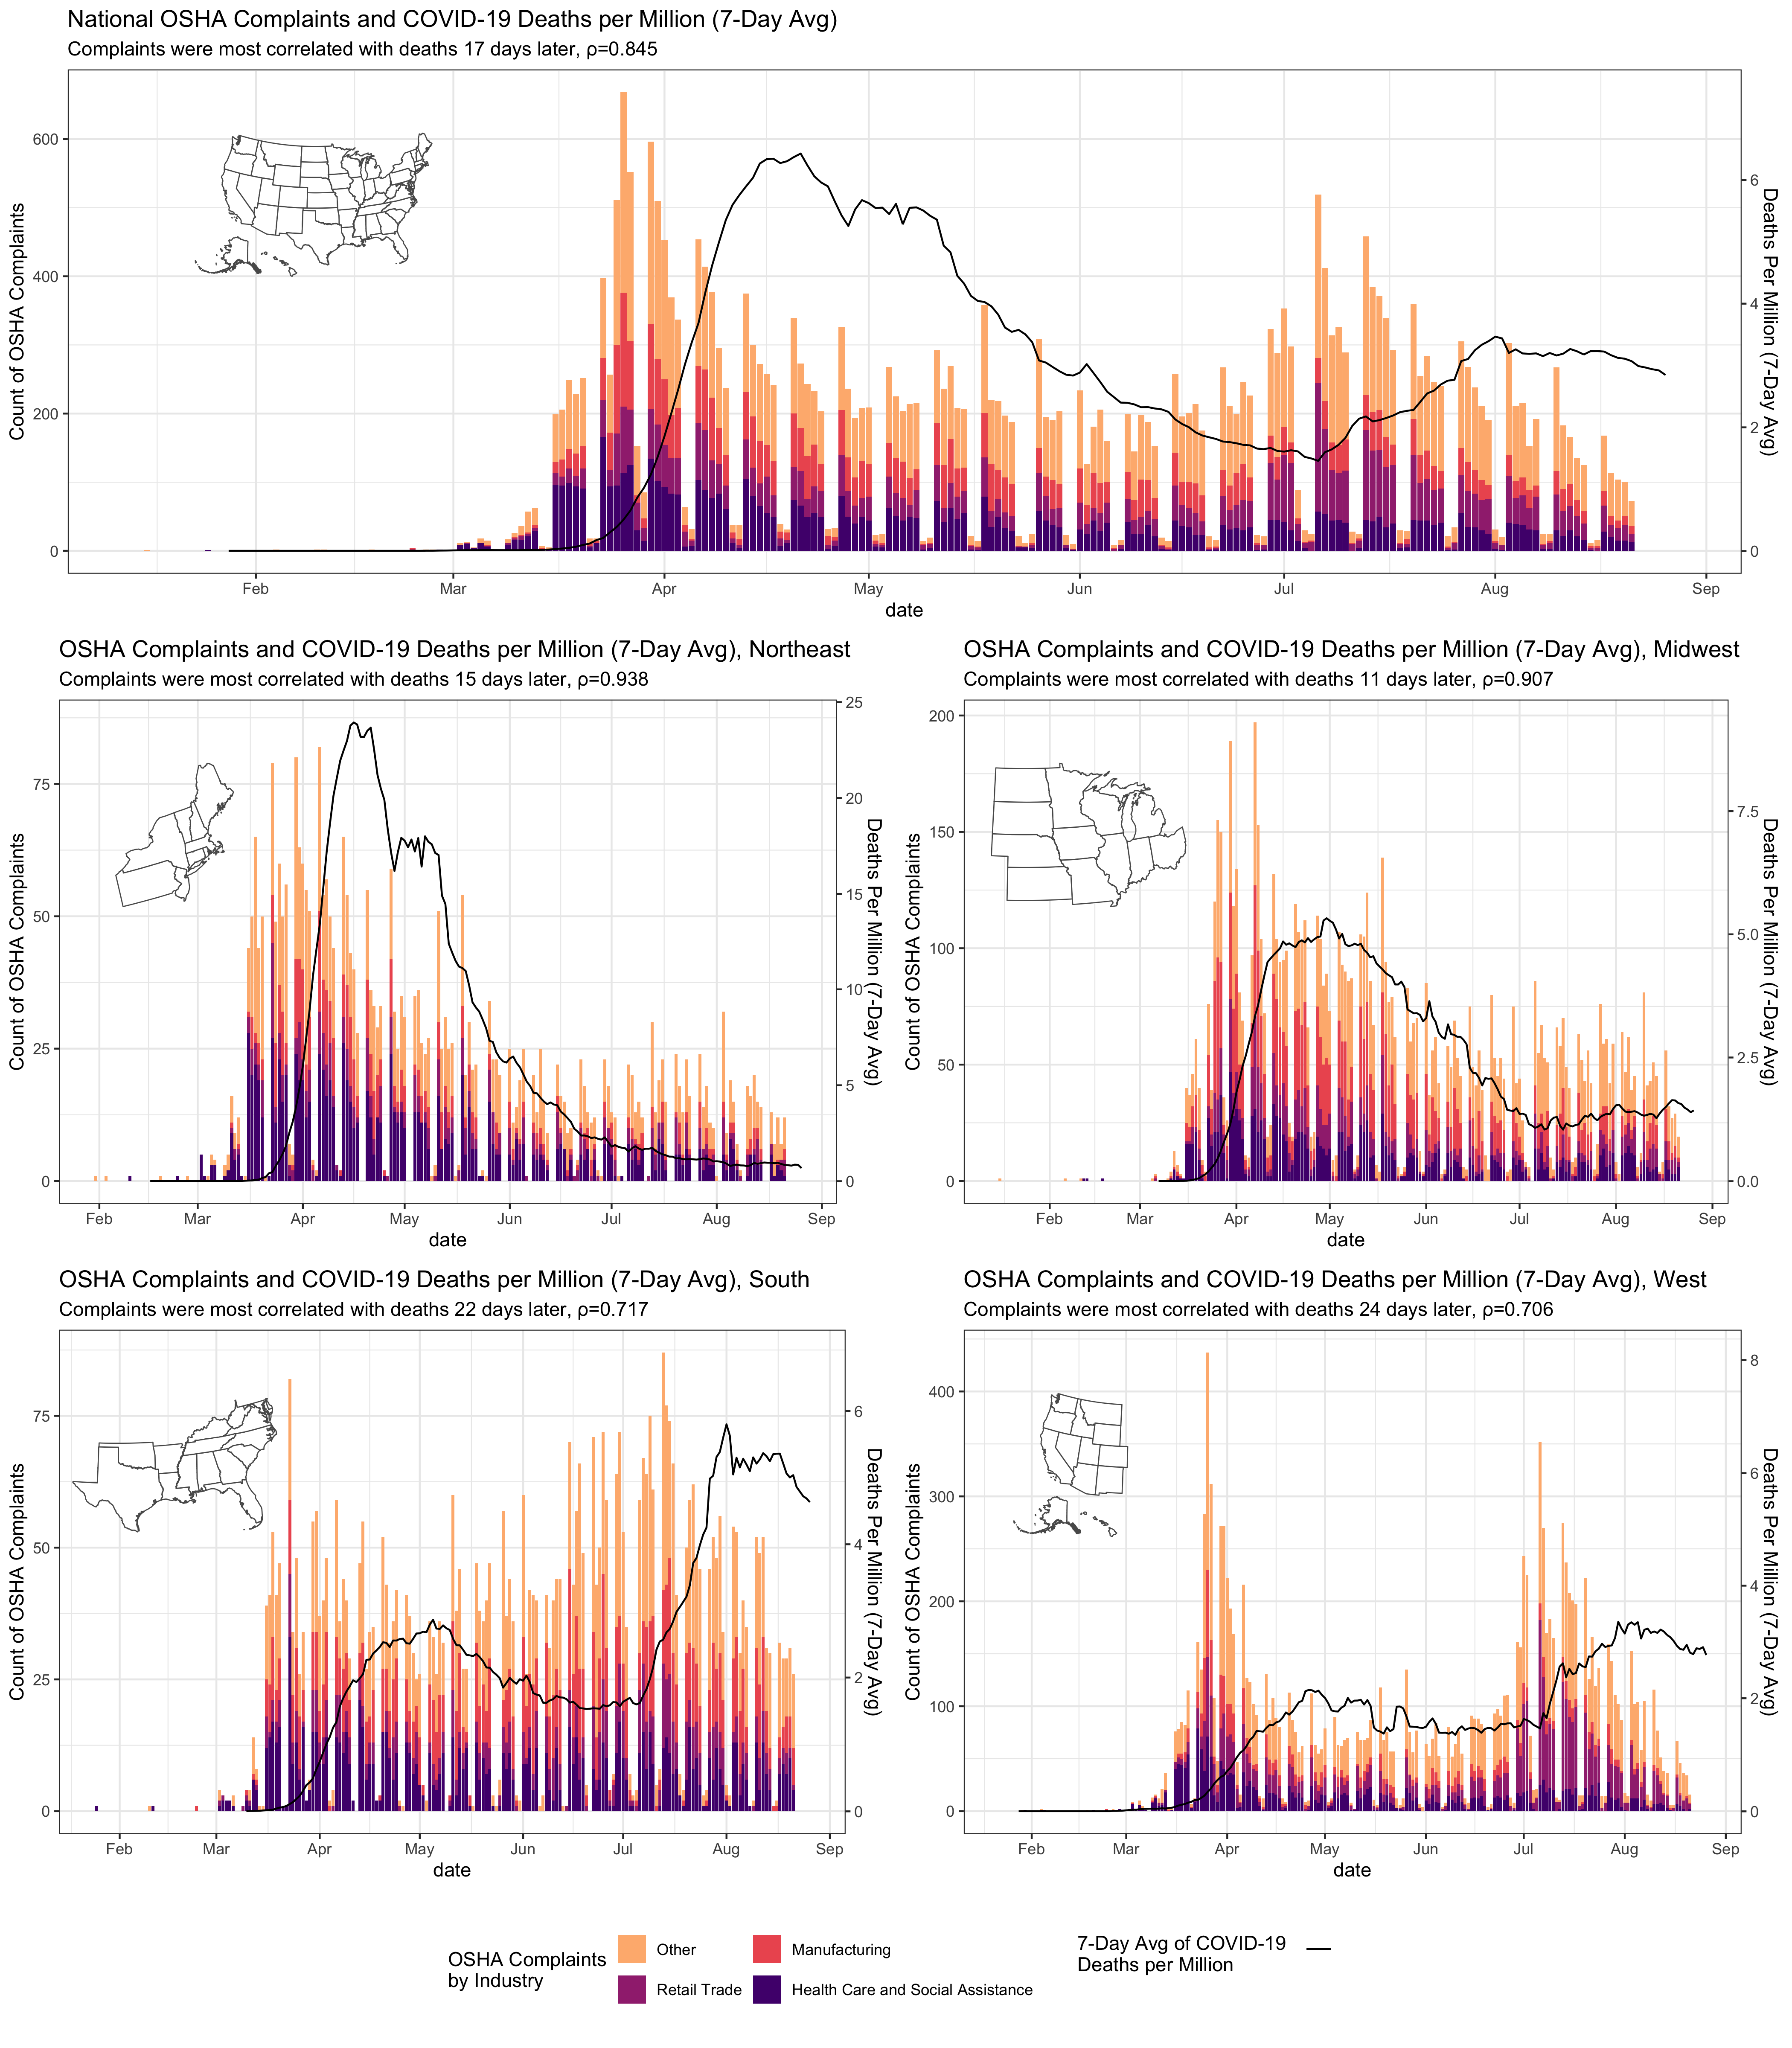 National OSHA Complaints and COVID-19 Deaths per Million (7-Day Avg)
Complaints were most correlated with deaths 17 days later, ρ=0.845
Count of OSHA Complaints
600
400
200
0
6
4
2
0
Deaths Per Million (7-Day Avg)
Feb Mar Apr May Jun Jul Aug Sep
date
OSHA Complaints and COVID-19 Deaths per Million (7-Day Avg), Northeast
Complaints were most correlated with deaths 15 days later, ρ=0.938
Count of OSHA Complaints
75
50
25
0
25
20
15
10
5
0
Deaths Per Million (7-Day Avg)
Feb Mar Apr May Jun Jul Aug Sep
date
OSHA Complaints and COVID-19 Deaths per Million (7-Day Avg), Midwest
Complaints were most correlated with deaths 11 days later, ρ=0.907
Count of OSHA Complaints
200
150
100
50
0
7.5
5.0
2.5
0.0
Deaths Per Million (7-Day Avg)
Feb Mar Apr May Jun Jul Aug Sep
date
OSHA Complaints and COVID-19 Deaths per Million (7-Day Avg), South
Complaints were most correlated with deaths 22 days later, ρ=0.717
Count of OSHA Complaints
75
50
25
0
6
4
2
0
Deaths Per Million (7-Day Avg)
Feb Mar Apr May Jun Jul Aug Sep
date
OSHA Complaints and COVID-19 Deaths per Million (7-Day Avg), West
Complaints were most correlated with deaths 24 days later, ρ=0.706
Count of OSHA Complaints
400
300
200
100
0
8
6
4
2
0
Deaths Per Million (7-Day Avg)
Feb Mar Apr May Jun Jul Aug Sep
date
OSHA Complaints
by Industry
Other
Manufacturing
Retail Trade
Health Care and Social Assistance
7-Day Avg of COVID-19
Deaths per Million